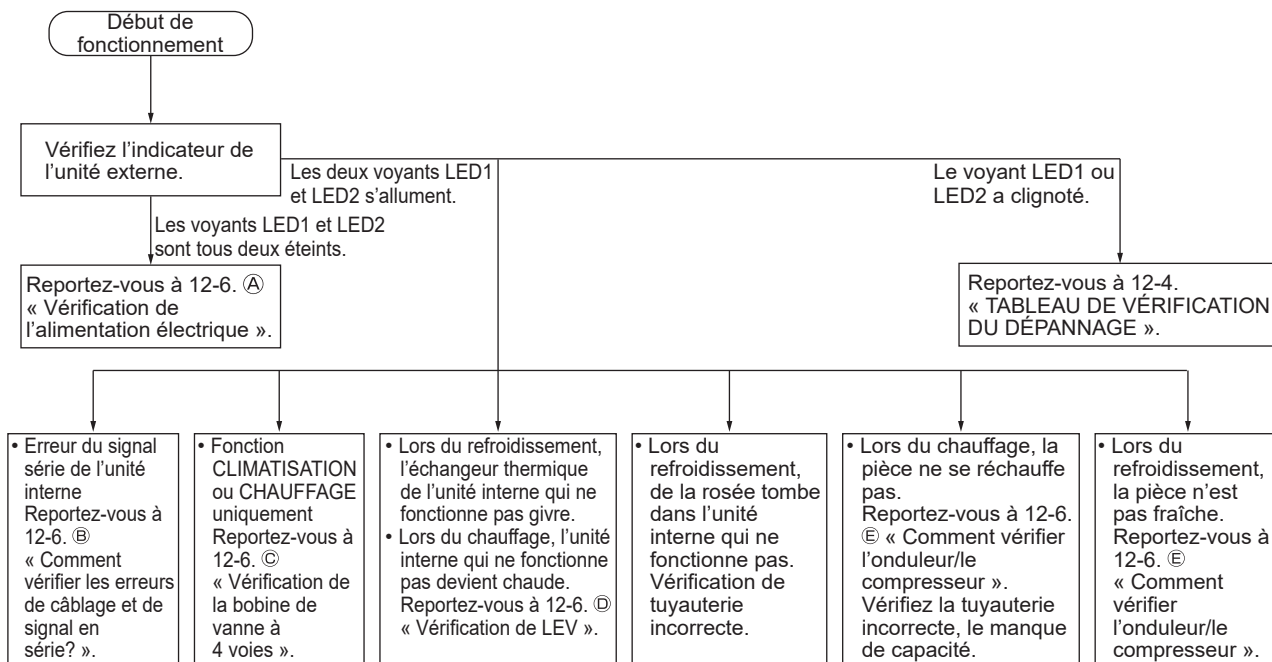 Début de
fonctionnement
Vérifiez l'indicateur de
l'unité externe.
Les deux voyants LED1
et LED2 s'allument.
Le voyant LED1 ou
LED2 a clignoté.
Les voyants LED1 et LED2
sont tous deux éteints.
Reportez-vous à 12-6. Ⓐ
« Vérification de
l'alimentation électrique ».
Reportez-vous à 12-4.
« TABLEAU DE VÉRIFICATION
DU DÉPANNAGE ».
• Erreur du signal
série de l'unité
interne
Reportez-vous à
12-6. Ⓑ
« Comment
vérifier les erreurs
de câblage et de
signal en
série? ».
• Fonction
CLIMATISATION
ou CHAUFFAGE
uniquement
Reportez-vous à
12-6. Ⓒ
« Vérification de
la bobine de
vanne à
4 voies ».
• Lors du refroidissement,
l'échangeur thermique
de l'unité interne qui ne
fonctionne pas givre.
• Lors du chauffage, l'unité
interne qui ne fonctionne
pas devient chaude.
Reportez-vous à 12-6. Ⓓ
« Vérification de LEV ».
• Lors du
refroidissement,
de la rosée tombe
dans l'unité
interne qui ne
fonctionne pas.
Vérification de
tuyauterie
incorrecte.
• Lors du chauffage, la
pièce ne se réchauffe
pas.
Reportez-vous à 12-6.
Ⓔ « Comment vérifier
l'onduleur/le
compresseur ».
Vérifiez la tuyauterie
incorrecte, le manque
de capacité.
• Lors du
refroidissement,
la pièce n'est
pas fraîche.
Reportez-vous à
12-6. Ⓔ
« Comment
vérifier
l'onduleur/le
compresseur ».